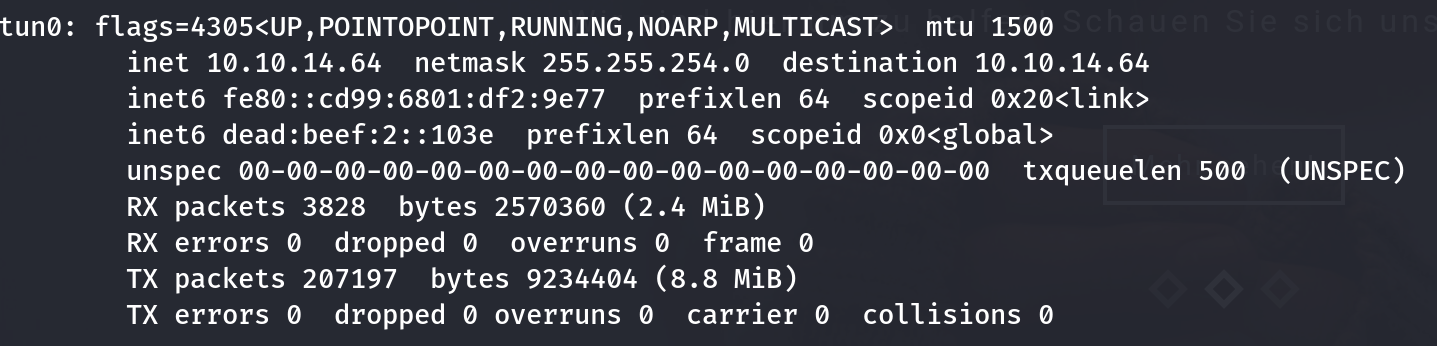 tun0: flags=4305<UP,POINTOPOINT,RUNNING,NOARP,MULTICAST>  mtu 1500
        inet 10.10.14.64  netmask 255.255.254.0  destination 10.10.14.64
        inet6 fe80::cd99:6801:df2:9e77  prefixlen 64  scopeid 0x20<link>
        inet6 dead:beef:2::103e  prefixlen 64  scopeid 0x0<global>
        unspec 00-00-00-00-00-00-00-00-00-00-00-00-00-00-00-00  txqueuelen 500  (UNSPEC)
        RX packets 3828  bytes 2570360 (2.4 MiB)
        RX errors 0  dropped 0  overruns 0  frame 0
        TX packets 207197  bytes 9234404 (8.8 MiB)
        TX errors 0  dropped 0 overruns 0  carrier 0  collisions 0
Schauen Sie sich uns